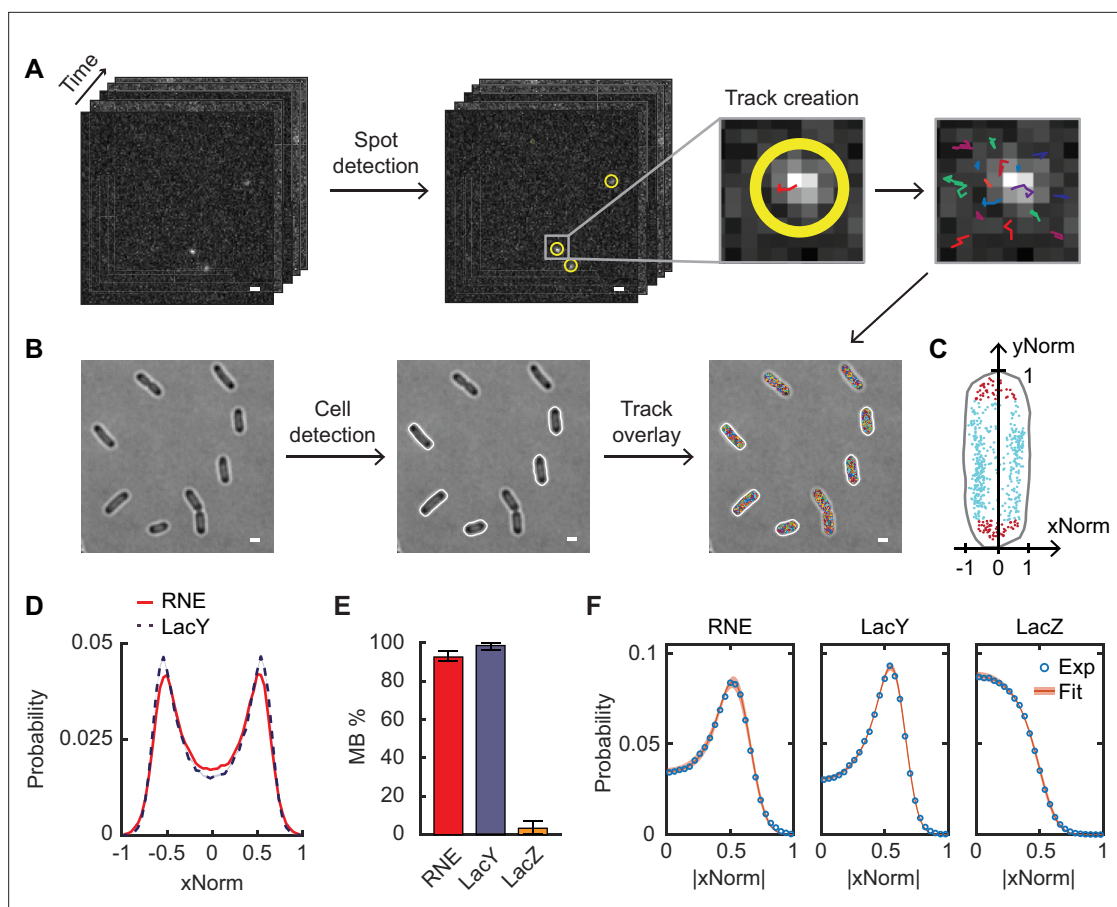 A
Time
Spot
detection
Track creation
B
Cell
detection
Track
overlay
C
yNorm
1
xNorm
-1 0 1
D
RNE
LacY
0.05
0.025
0
Probability
-1 -0.5 0 0.5 1
xNorm
E
100
80
60
40
20
0
MB %
RNE LacY LacZ
F
RNE LacY LacZ
0.1
0.05
0
Probability
Exp
Fit
0 0.5 1 0 0.5 1 0 0.5 1
|xNorm| |xNorm| |xNorm|